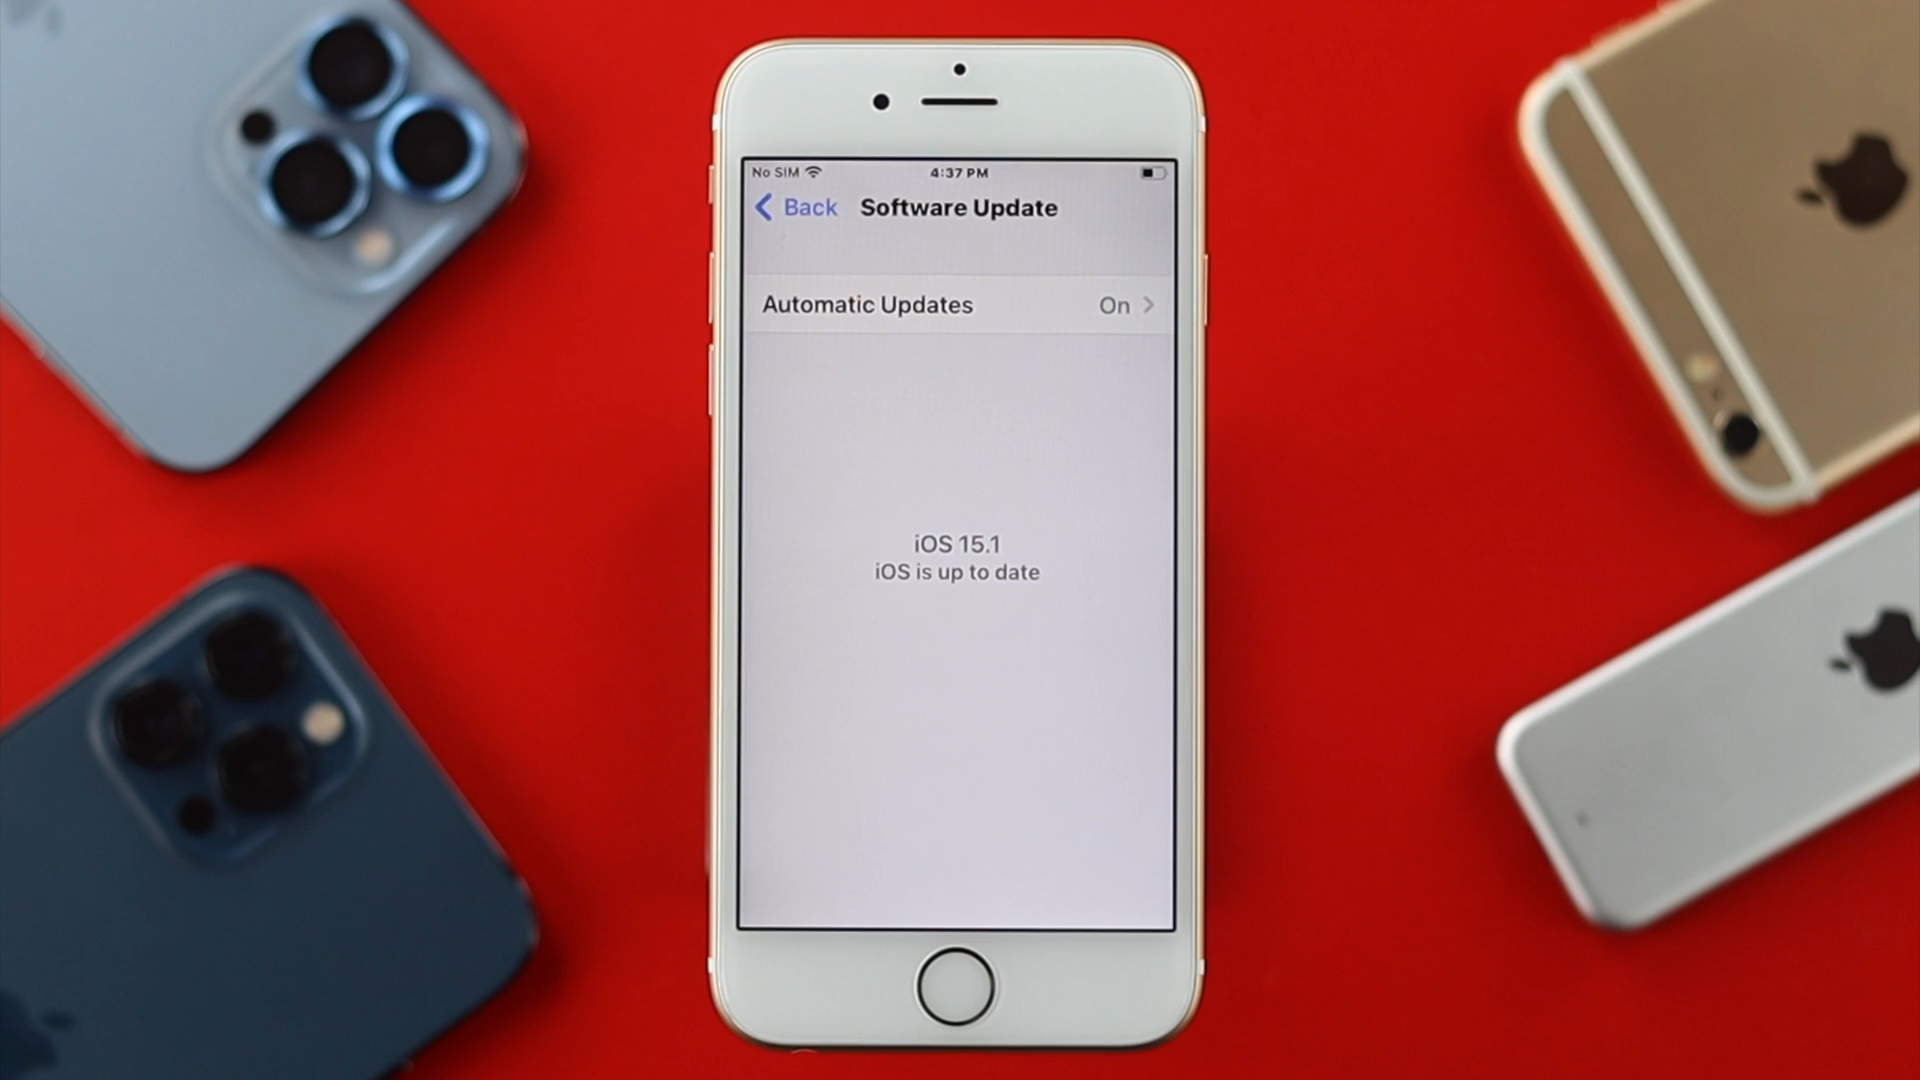 No SIM 4:37 PM
Back Software Update
Automatic Updates On
iOS 15.1
iOS is up to date